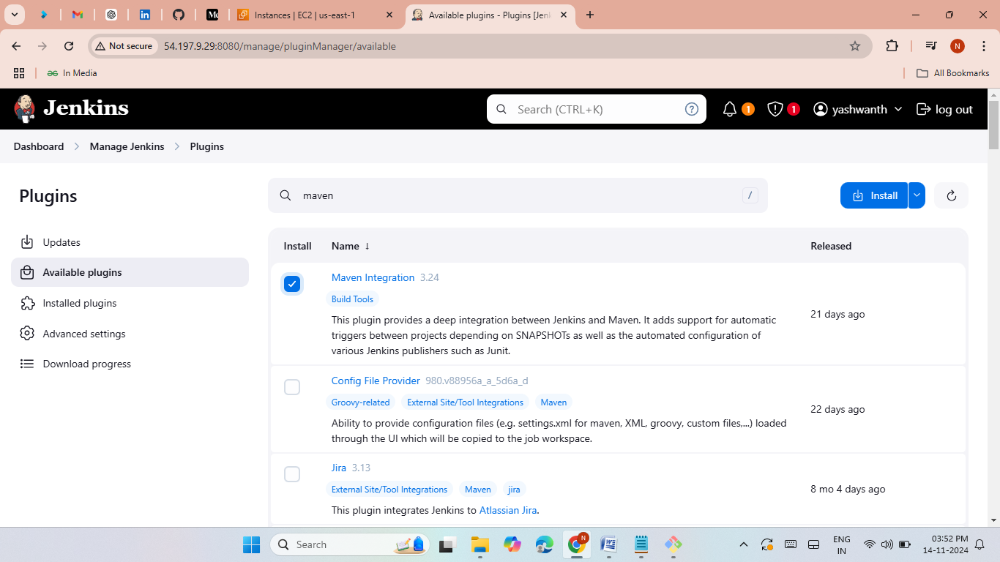 Instances | EC2 | us-east-1
Available plugins - Plugins [Jenk
Not secure
54.197.9.29:8080/manage/pluginManager/available
N
In Media
All Bookmarks
Jenkins
Search (CTRL+K)
?
1
1
yashwanth
log out
Dashboard
Manage Jenkins
Plugins
Plugins
maven
/
Install
Updates
Available plugins
Installed plugins
Advanced settings
Download progress
Install
Name ↓
Released
Maven Integration 3.24
Build Tools
This plugin provides a deep integration between Jenkins and Maven. It adds support for automatic
triggers between projects depending on SNAPSHOTs as well as the automated configuration of
various Jenkins publishers such as Junit.
21 days ago
Config File Provider 980.v88956a_a_5d6a_d
Groovy-related
External Site/Tool Integrations
Maven
Ability to provide configuration files (e.g. settings.xml for maven, XML, groovy, custom files,...) loaded
through the UI which will be copied to the job workspace.
22 days ago
Jira 3.13
External Site/Tool Integrations
Maven
jira
This plugin integrates Jenkins to Atlassian Jira.
8 mo 4 days ago
Search
N
ENG
IN
03:52 PM
14-11-2024